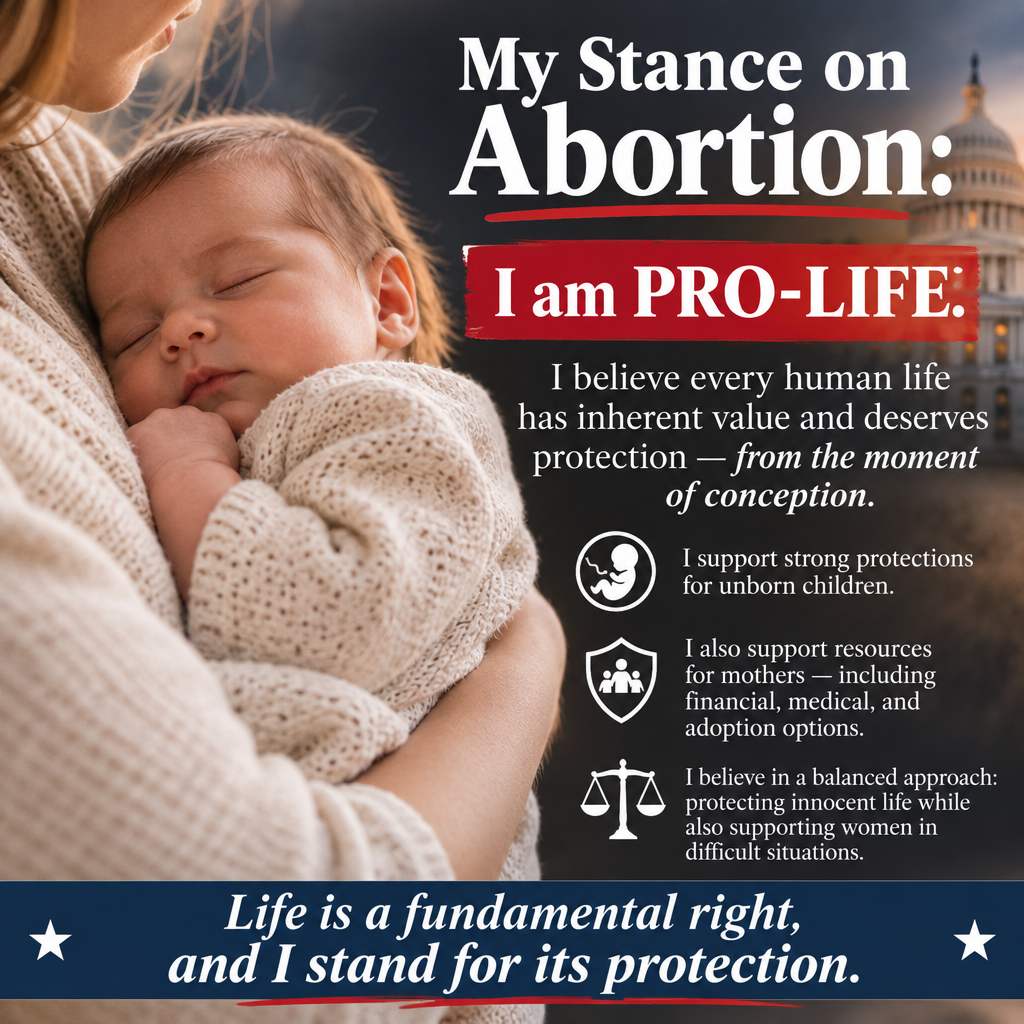 My Stance on
Abortion:
I am PRO-LIFE.
I believe every human life
has inherent value and deserves
protection — from the moment
of conception.
I support strong protections
for unborn children.
I also support resources
for mothers — including
financial, medical, and
adoption options.
I believe in a balanced approach:
protecting innocent life while
also supporting women in
difficult situations.
Life is a fundamental right,
and I stand for its protection.